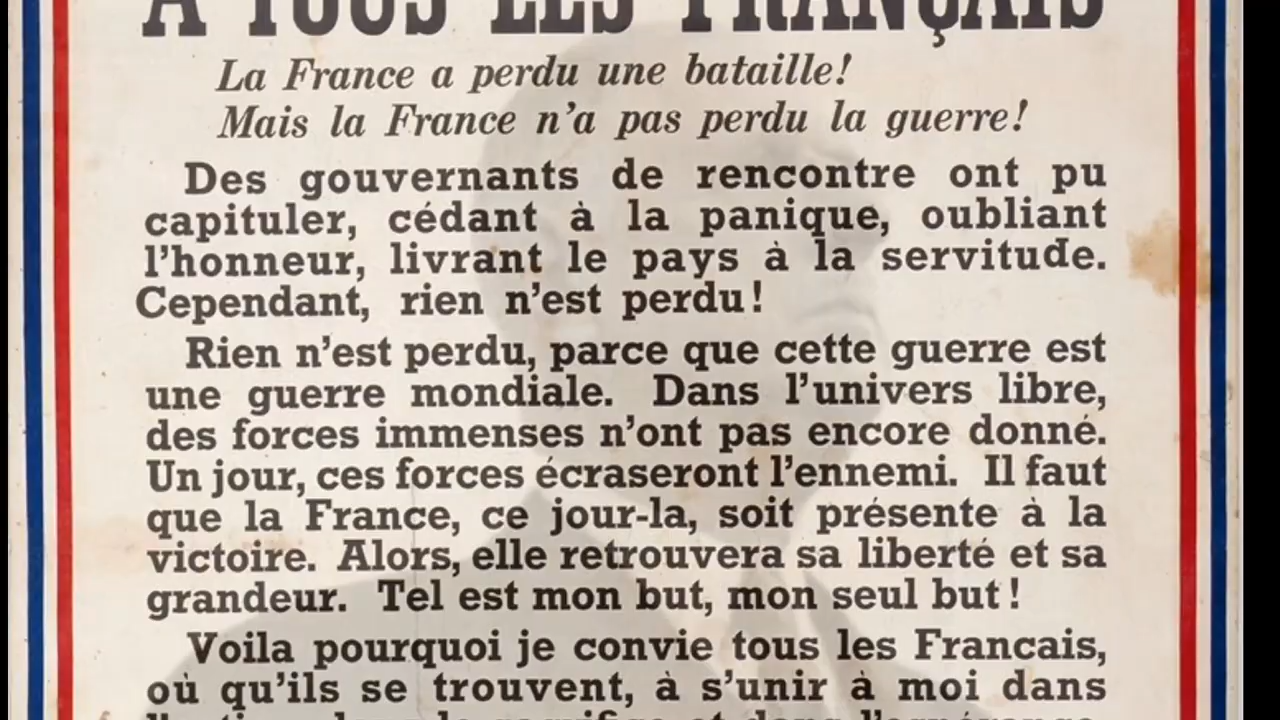 A TOUS LES FRANÇAIS
La France a perdu une bataille!
Mais la France n'a pas perdu la guerre!
Des gouvernants de rencontre ont pu
capituler, cédant à la panique, oubliant
l'honneur, livrant le pays à la servitude.
Cependant, rien n'est perdu!
Rien n'est perdu, parce que cette guerre est
une guerre mondiale. Dans l'univers libre,
des forces immenses n'ont pas encore donné.
Un jour, ces forces écraseront l'ennemi. Il faut
que la France, ce jour-la, soit présente à la
victoire. Alors, elle retrouvera sa liberté et sa
grandeur. Tel est mon but, mon seul but!
Voila pourquoi je convie tous les Francais,
où qu'ils se trouvent, à s'unir à moi dans